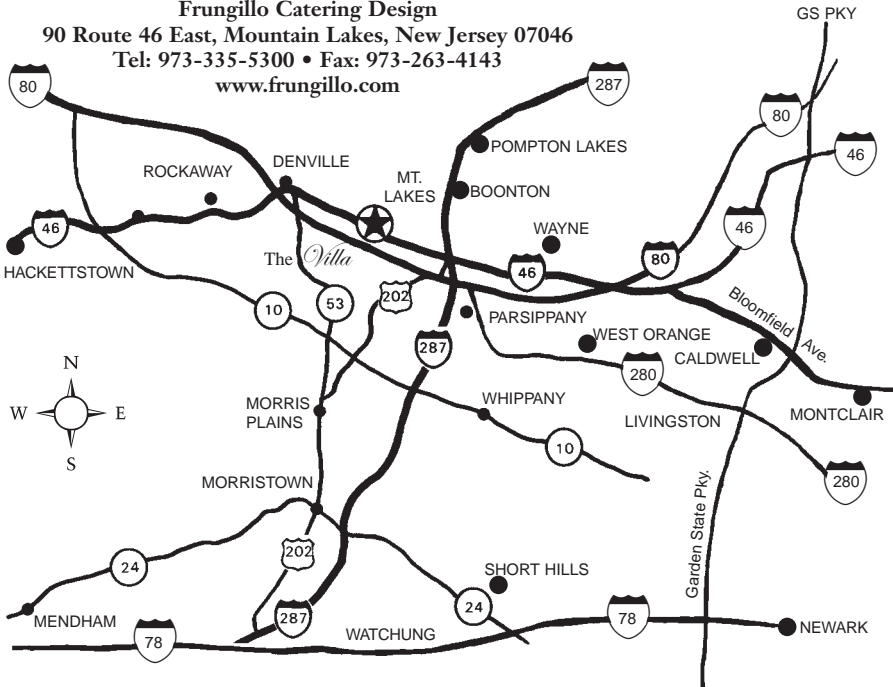 Frungillo Catering Design
90 Route 46 East, Mountain Lakes, New Jersey 07046
Tel: 973-335-5300 • Fax: 973-263-4143
www.frungillo.com
GS PKY
80
287
80
POMPTON LAKES
46
ROCKAWAY
DENVILLE
MT.
LAKES
BOONTON
46
46
WAYNE
HACKETTSTOWN
The Villa
80
46
202
53
10
PARSIPPANY
Bloomfield Ave.
287
WEST ORANGE
CALDWELL
280
N
W E
S
MORRIS
PLAINS
WHIPPANY
LIVINGSTON
MONTCLAIR
10
MORRISTOWN
280
Garden State Pky.
202
24
SHORT HILLS
24
MENDHAM
287
78
WATCHUNG
78
NEWARK